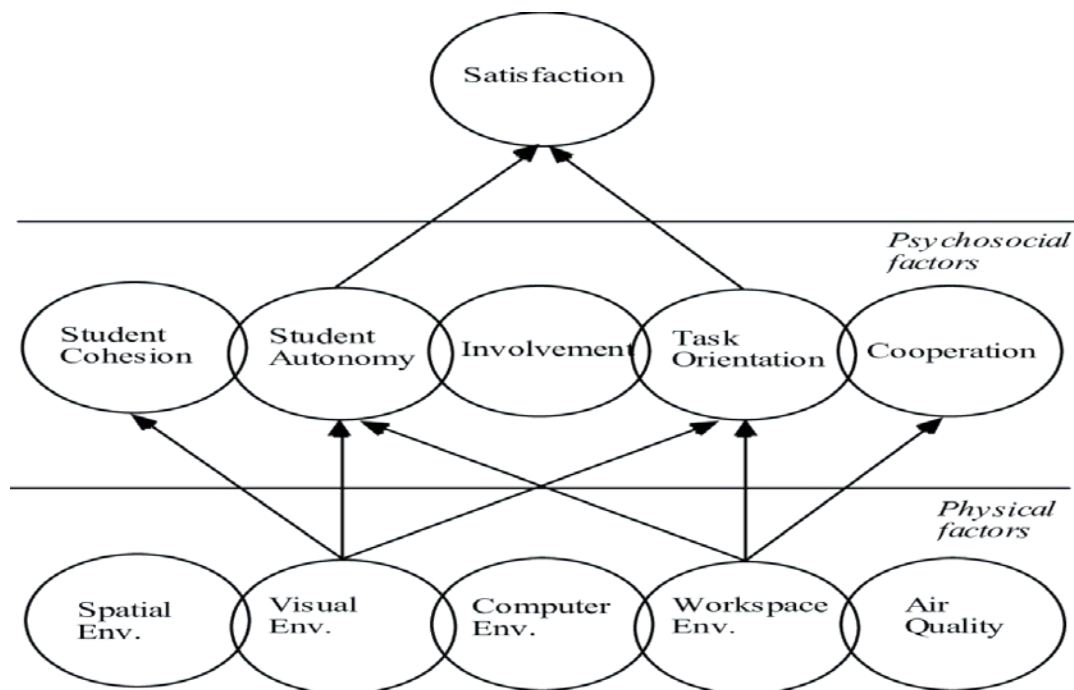 Satisfaction
Psychosocial
factors
Student
Cohesion
Student
Autonomy
Involvement
Task
Orientation
Cooperation
Physical
factors
Spatial
Env.
Visual
Env.
Computer
Env.
Workspace
Env.
Air
Quality